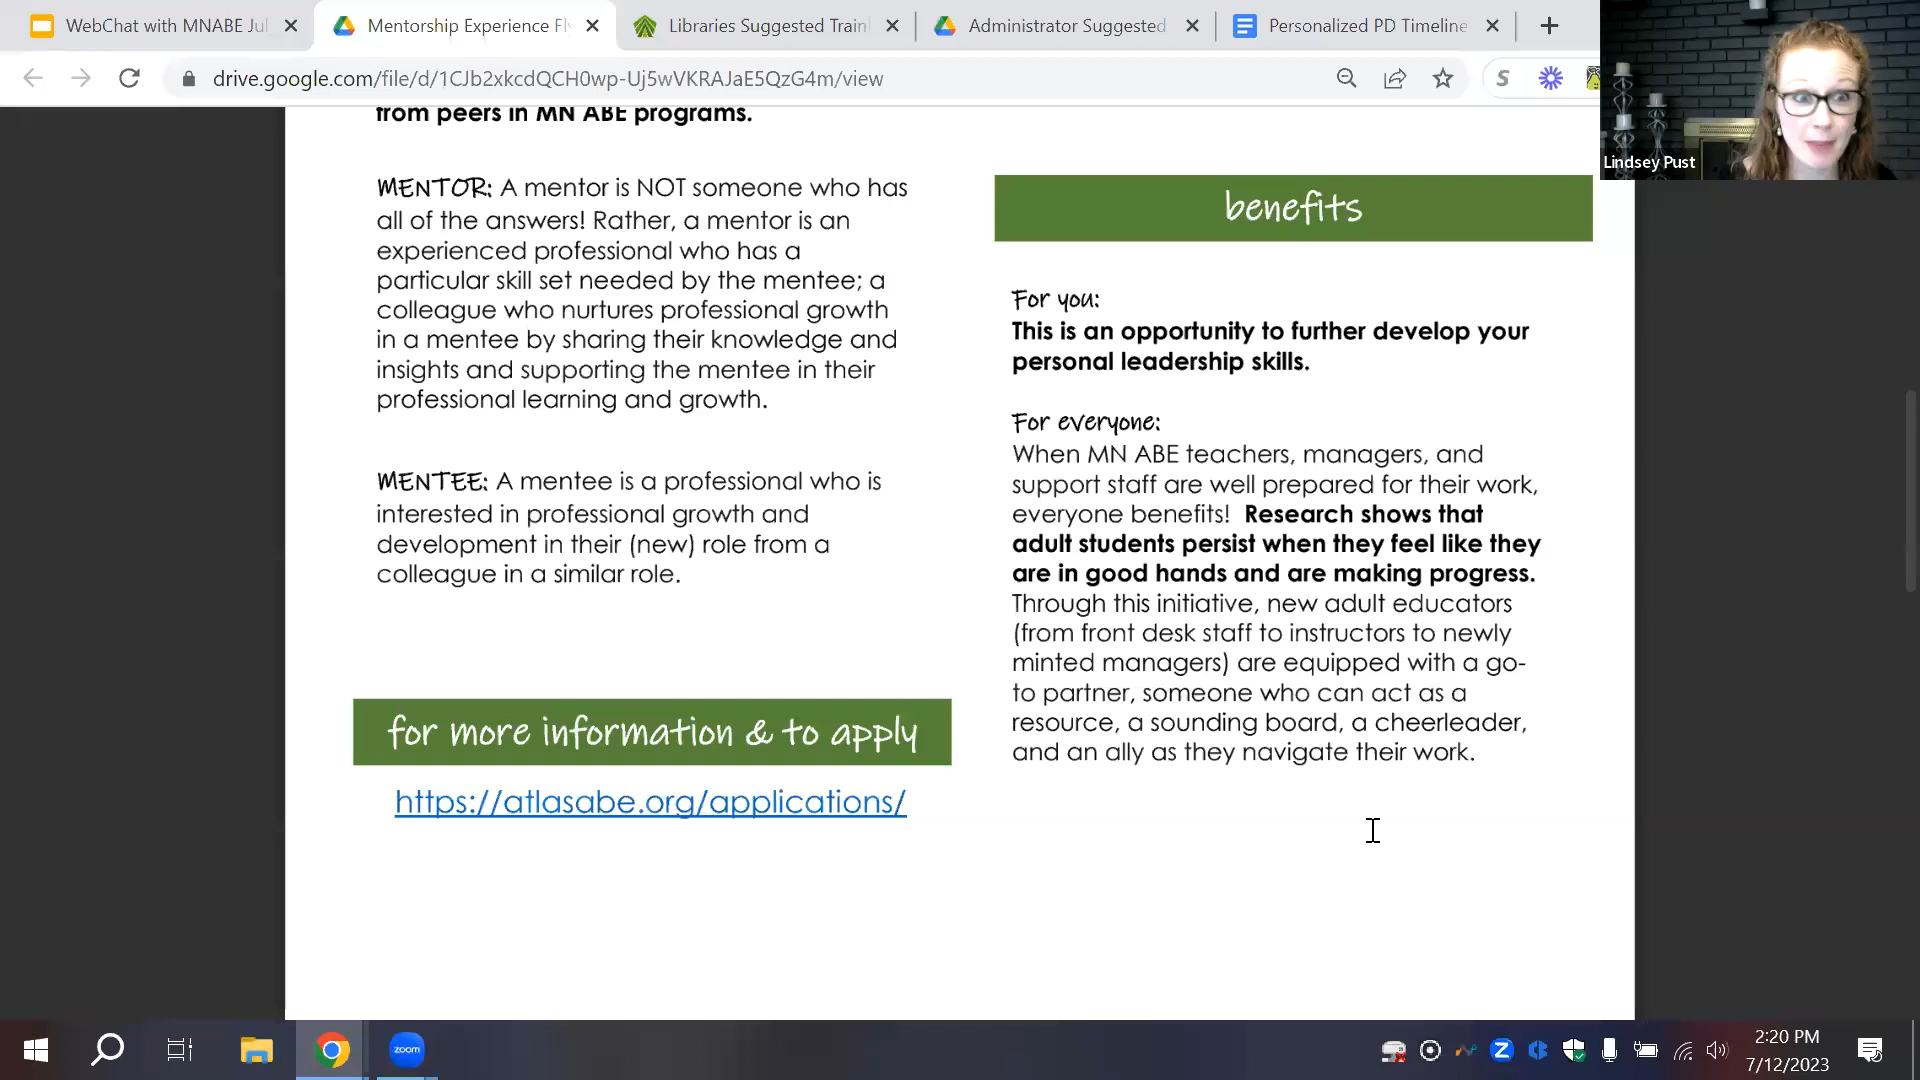 WebChat with MNABE Jul
Mentorship Experience Fl
Libraries Suggested Train
Administrator Suggested
Personalized PD Timeline
drive.google.com/file/d/1CJb2xkcdQCH0wp-Uj5wVKRAJaE5QzG4m/view
Lindsey Pust
from peers in MN ABE programs.
MENTOR: A mentor is NOT someone who has
all of the answers! Rather, a mentor is an
experienced professional who has a
particular skill set needed by the mentee; a
colleague who nurtures professional growth
in a mentee by sharing their knowledge and
insights and supporting the mentee in their
professional learning and growth.
MENTEE: A mentee is a professional who is
interested in professional growth and
development in their (new) role from a
colleague in a similar role.
for more information & to apply
https://atlasabe.org/applications/
benefits
For you:
This is an opportunity to further develop your
personal leadership skills.
For everyone:
When MN ABE teachers, managers, and
support staff are well prepared for their work,
everyone benefits! Research shows that
adult students persist when they feel like they
are in good hands and are making progress.
Through this initiative, new adult educators
(from front desk staff to instructors to newly
minted managers) are equipped with a go-
to partner, someone who can act as a
resource, a sounding board, a cheerleader,
and an ally as they navigate their work.
zoom
2:20 PM
7/12/2023